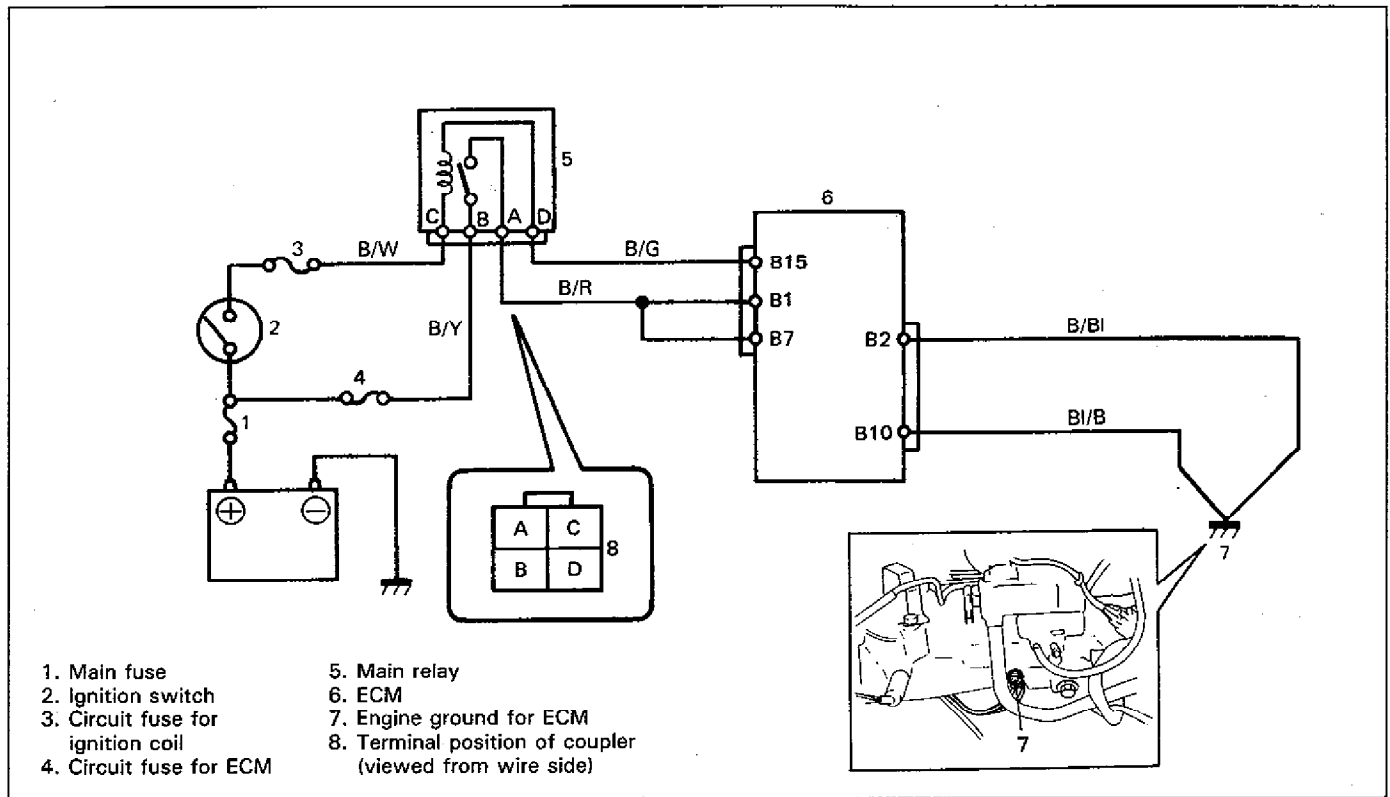 5
C B A D
6
3
B/W
B/G
B15
B/R
B1
2
B/Y
B7
B2
B/Bl
4
1
B10
Bl/B
+ −
A C
B D
8
7
7
1. Main fuse
2. Ignition switch
3. Circuit fuse for
ignition coil
4. Circuit fuse for ECM
5. Main relay
6. ECM
7. Engine ground for ECM
8. Terminal position of coupler
(viewed from wire side)